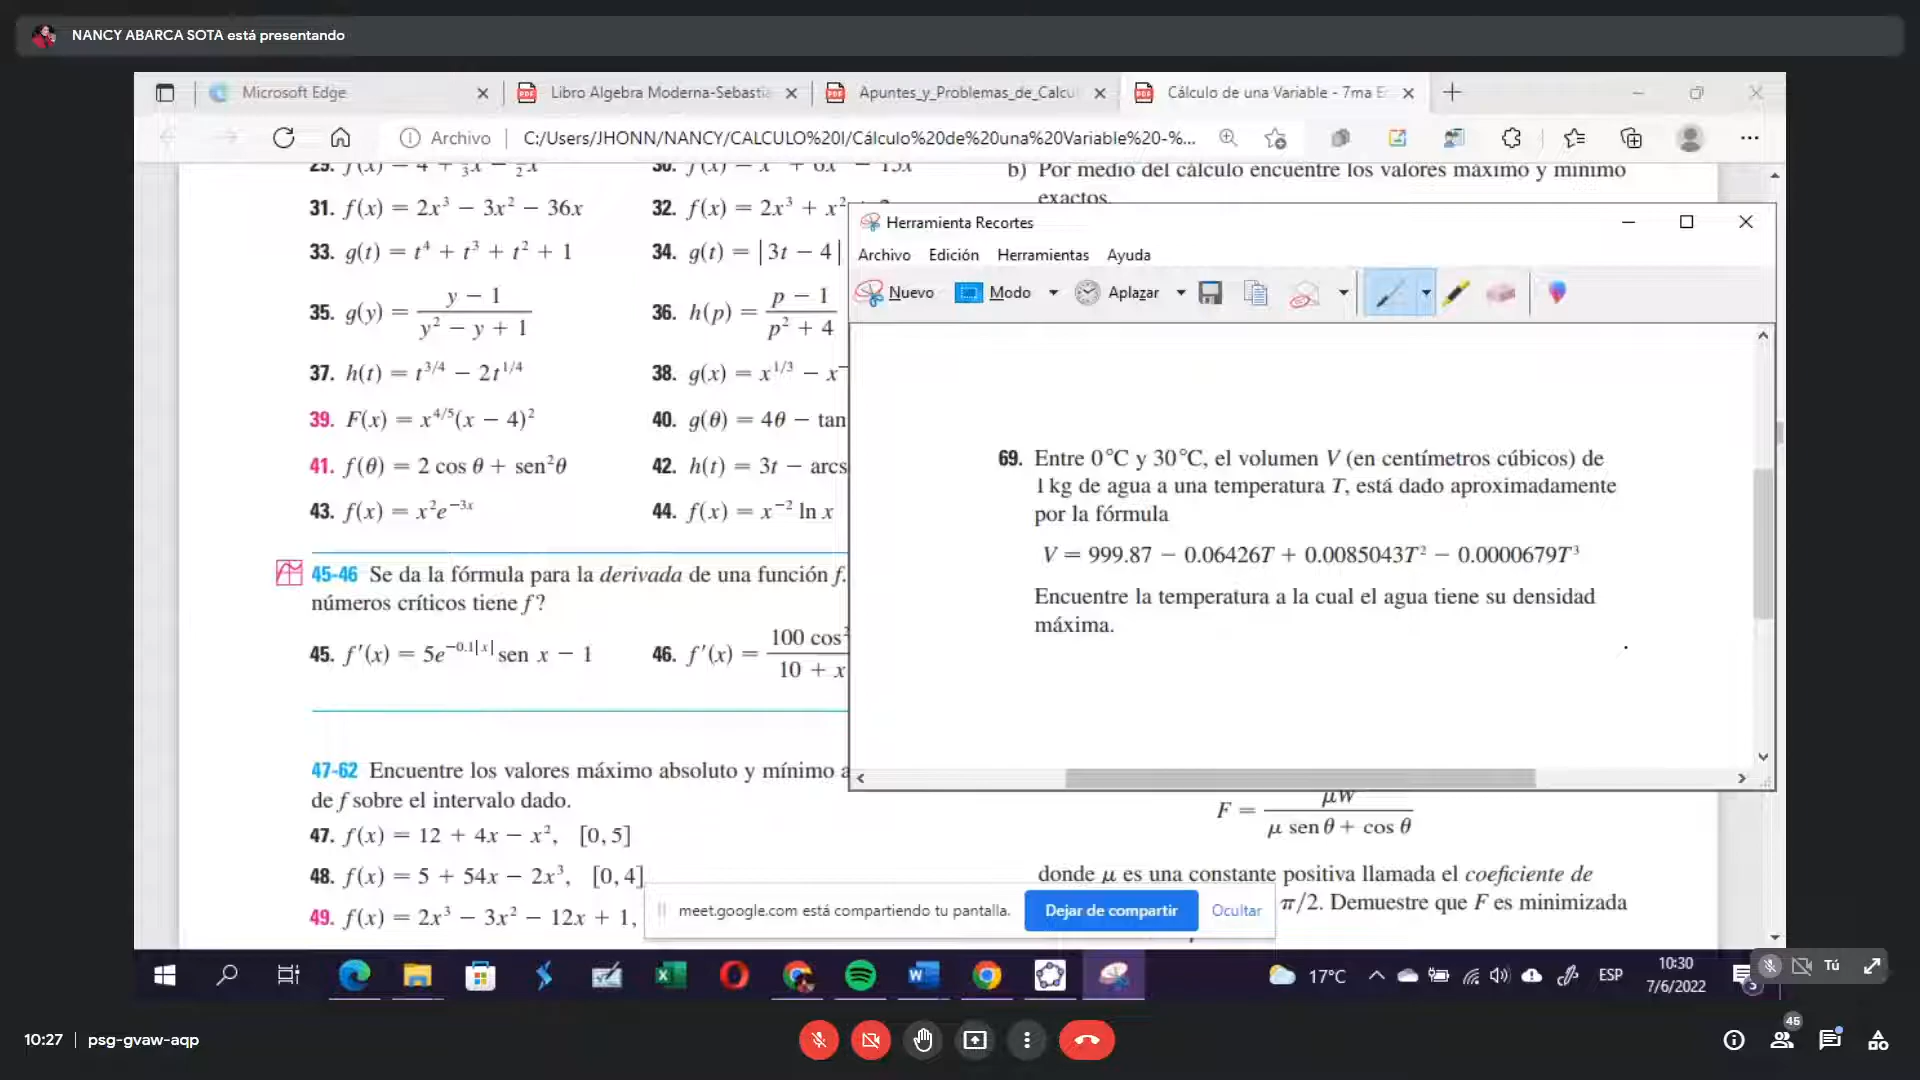 NANCY ABARCA SOTA está presentando
Microsoft Edge
Libro Algebra Moderna-Sebastia
Apuntes_y_Problemas_de_Calcu
Cálculo de una Variable - 7ma E
Archivo
C:/Users/JHONN/NANCY/CALCULO%20I/Cálculo%20de%20una%20Variable%20-%...
31. f(x) = 2x³ − 3x² − 36x
32. f(x) = 2x³ + x²
33. g(t) = t⁴ + t³ + t² + 1
34. g(t) = |3t − 4|
35. g(y) = (y − 1)/(y² − y + 1)
36. h(p) = (p − 1)/(p² + 4)
37. h(t) = t^(3/4) − 2t^(1/4)
38. g(x) = x^(1/3) − x
39. F(x) = x^(4/5)(x − 4)²
40. g(θ) = 4θ − tan
41. f(θ) = 2 cos θ + sen²θ
42. h(t) = 3t − arcs
43. f(x) = x²e^(−3x)
44. f(x) = x⁻² ln x
45-46 Se da la fórmula para la derivada de una función f.
números críticos tiene f?
45. f′(x) = 5e^(−0.1|x|) sen x − 1
46. f′(x) = 100 cos / 10 + x
47-62 Encuentre los valores máximo absoluto y mínimo a
de f sobre el intervalo dado.
47. f(x) = 12 + 4x − x², [0, 5]
48. f(x) = 5 + 54x − 2x³, [0, 4]
49. f(x) = 2x³ − 3x² − 12x + 1,
b) Por medio del cálculo encuentre los valores máximo y mínimo
exactos.
Herramienta Recortes
Archivo Edición Herramientas Ayuda
Nuevo Modo Aplazar
69. Entre 0°C y 30°C, el volumen V (en centímetros cúbicos) de
1 kg de agua a una temperatura T, está dado aproximadamente
por la fórmula
V = 999.87 − 0.06426T + 0.0085043T² − 0.0000679T³
Encuentre la temperatura a la cual el agua tiene su densidad
máxima.
F = μW / (μ sen θ + cos θ)
donde μ es una constante positiva llamada el coeficiente de
π/2. Demuestre que F es minimizada
meet.google.com está compartiendo tu pantalla.
Dejar de compartir
Ocultar
17°C
ESP
10:30
7/6/2022
3
Tú
10:27 | psg-gvaw-aqp
45